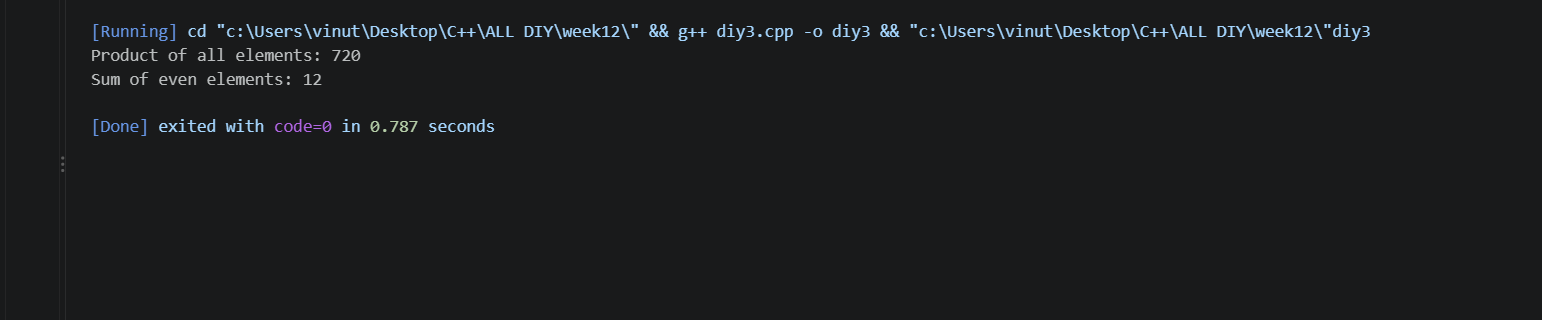 [Running] cd "c:\Users\vinut\Desktop\C++\ALL DIY\week12\" && g++ diy3.cpp -o diy3 && "c:\Users\vinut\Desktop\C++\ALL DIY\week12\"diy3
Product of all elements: 720
Sum of even elements: 12
[Done] exited with code=0 in 0.787 seconds